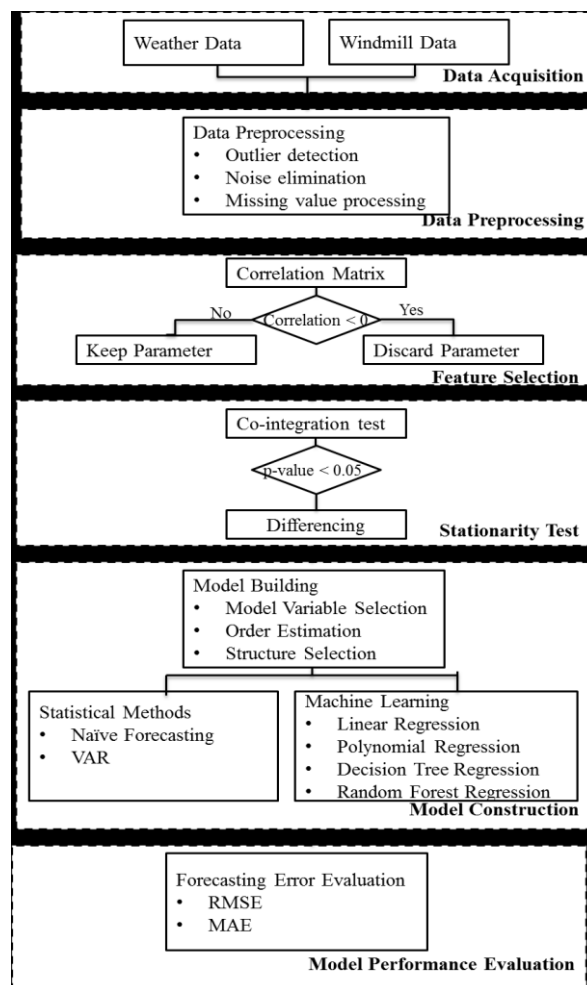 Weather Data
Windmill Data
Data Acquisition
Data Preprocessing
• Outlier detection
• Noise elimination
• Missing value processing
Data Preprocessing
Correlation Matrix
No
Correlation < 0
Yes
Keep Parameter
Discard Parameter
Feature Selection
Co-integration test
p-value < 0.05
Differencing
Stationarity Test
Model Building
• Model Variable Selection
• Order Estimation
• Structure Selection
Statistical Methods
• Naïve Forecasting
• VAR
Machine Learning
• Linear Regression
• Polynomial Regression
• Decision Tree Regression
• Random Forest Regression
Model Construction
Forecasting Error Evaluation
• RMSE
• MAE
Model Performance Evaluation